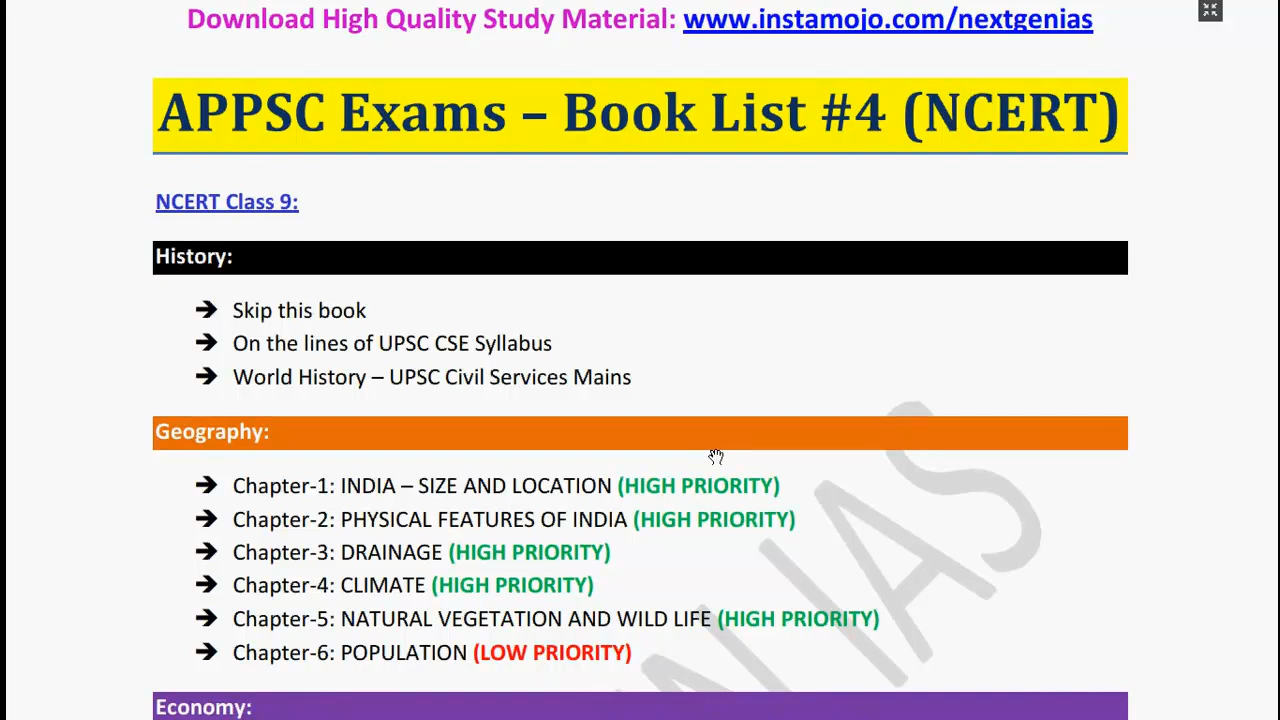 Download High Quality Study Material: www.instamojo.com/nextgenias
APPSC Exams – Book List #4 (NCERT)
NCERT Class 9:
History:
➔ Skip this book
➔ On the lines of UPSC CSE Syllabus
➔ World History – UPSC Civil Services Mains
Geography:
➔ Chapter-1: INDIA – SIZE AND LOCATION (HIGH PRIORITY)
➔ Chapter-2: PHYSICAL FEATURES OF INDIA (HIGH PRIORITY)
➔ Chapter-3: DRAINAGE (HIGH PRIORITY)
➔ Chapter-4: CLIMATE (HIGH PRIORITY)
➔ Chapter-5: NATURAL VEGETATION AND WILD LIFE (HIGH PRIORITY)
➔ Chapter-6: POPULATION (LOW PRIORITY)
IAS
Economy: